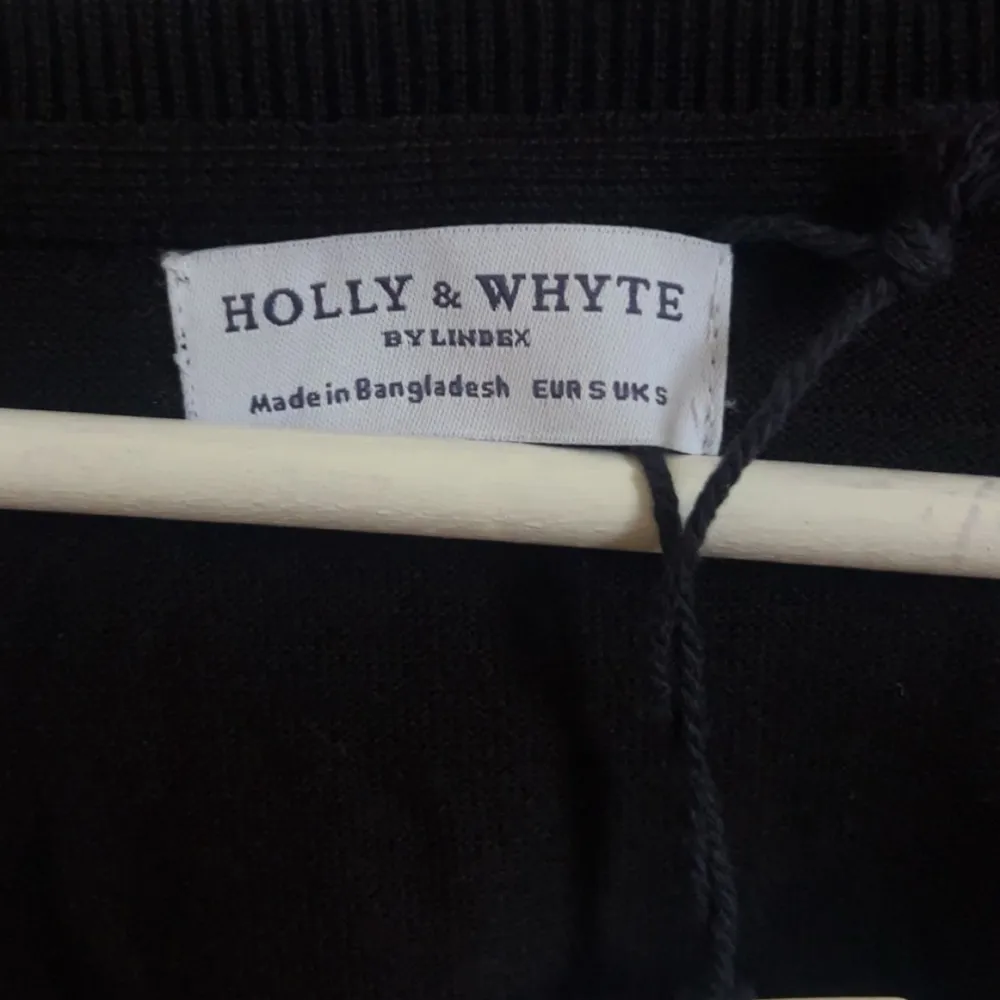 HOLLY & WHYTE
BY LINDEX
Made in Bangladesh EUR S UK S